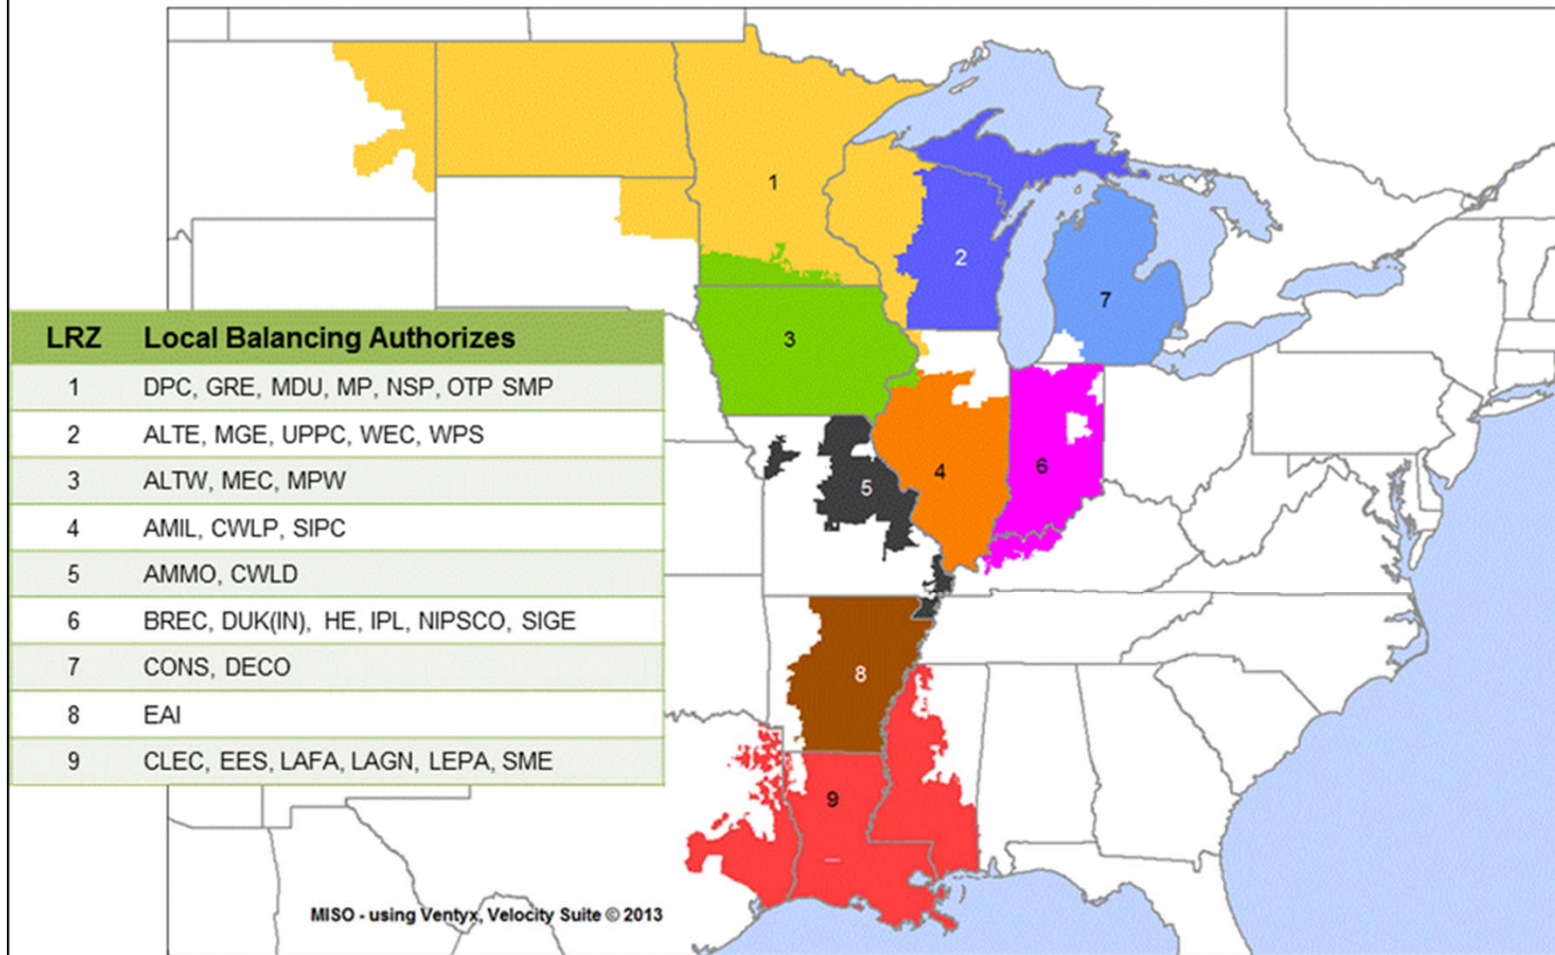 1
2
7
3
LRZ Local Balancing Authorizes
1 DPC, GRE, MDU, MP, NSP, OTP SMP
2 ALTE, MGE, UPPC, WEC, WPS
3 ALTW, MEC, MPW
4 AMIL, CWLP, SIPC
5 AMMO, CWLD
6 BREC, DUK(IN), HE, IPL, NIPSCO, SIGE
7 CONS, DECO
8 EAI
9 CLEC, EES, LAFA, LAGN, LEPA, SME
4
6
5
8
9
MISO - using Ventyx, Velocity Suite © 2013